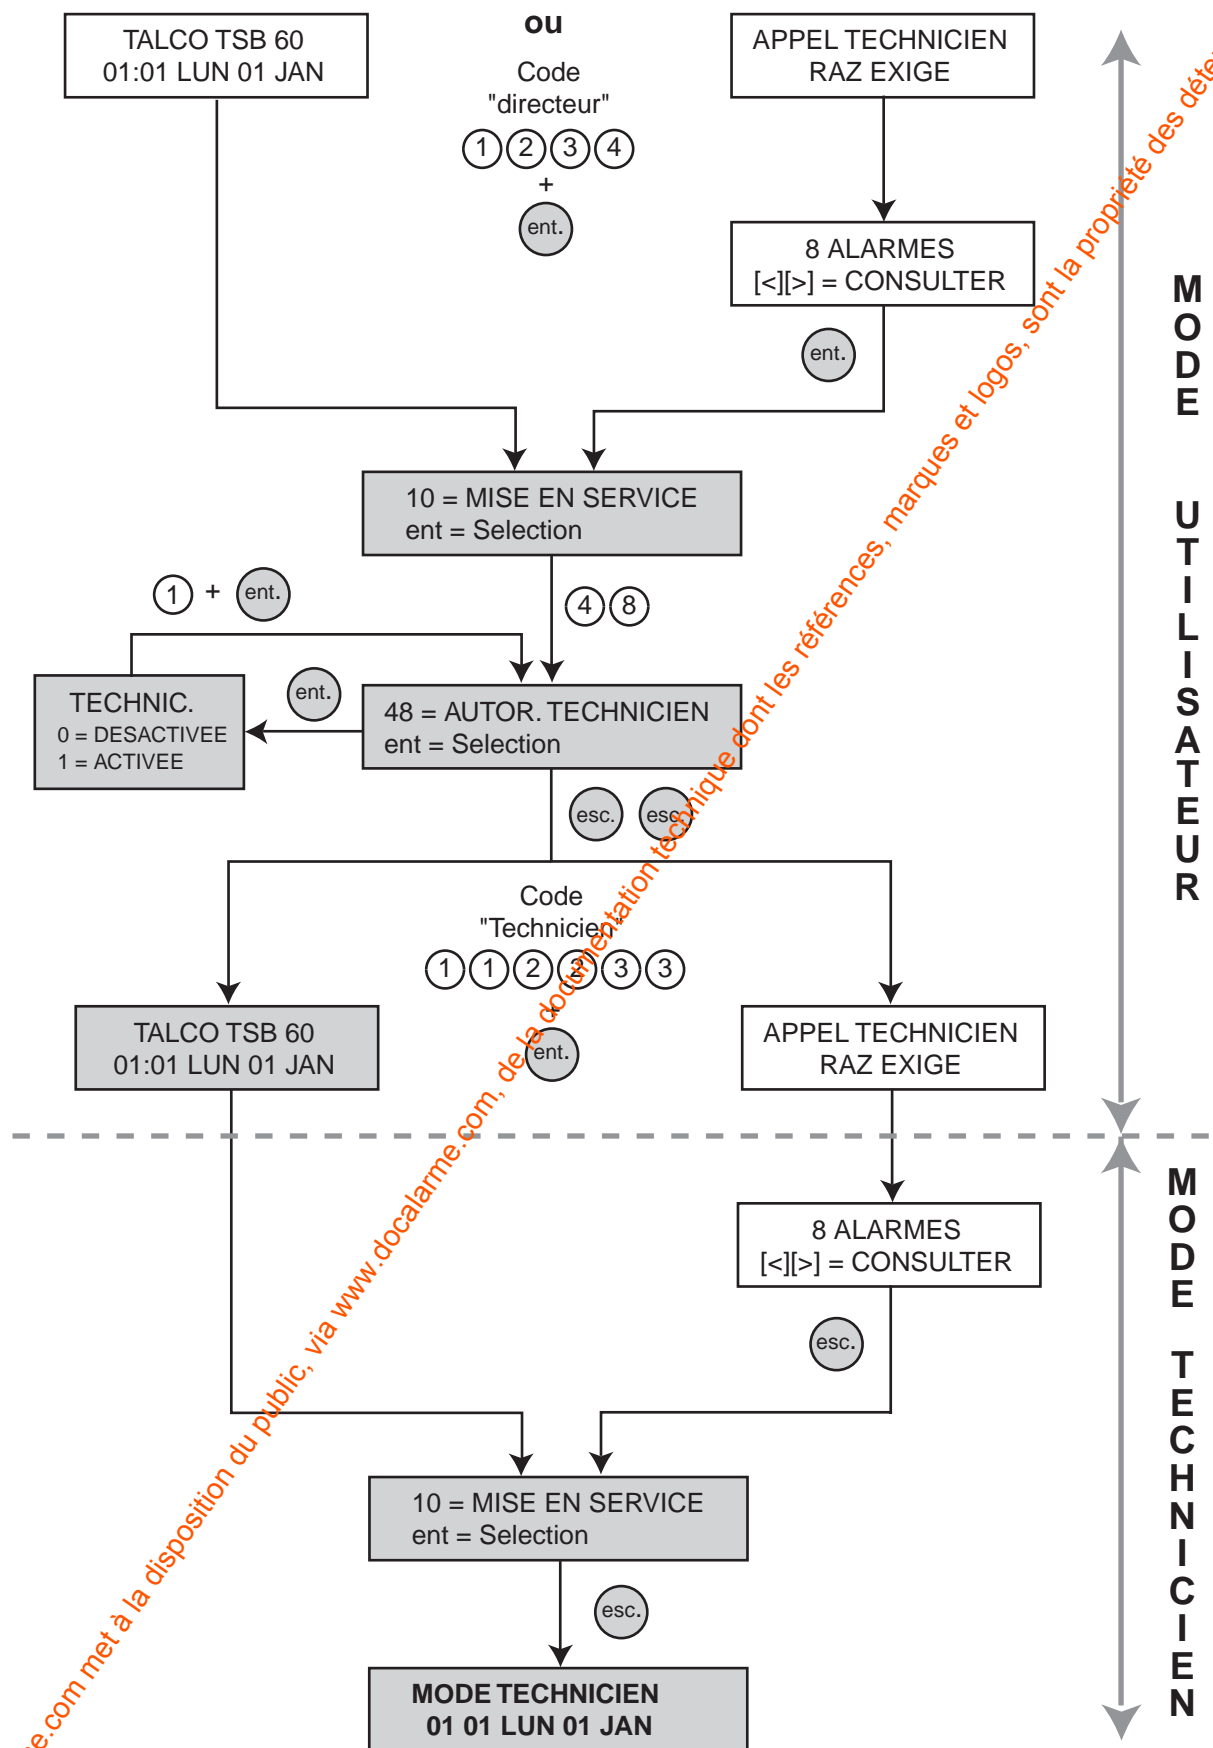 TALCO TSB 60
01:01 LUN 01 JAN
ou
APPEL TECHNICIEN
RAZ EXIGE
Code
"directeur"
1 2 3 4
+
ent.
8 ALARMES
[<][>] = CONSULTER
ent.
10 = MISE EN SERVICE
ent = Selection
1 + ent.
4 8
TECHNIC.
0 = DESACTIVEE
1 = ACTIVEE
ent.
48 = AUTOR. TECHNICIEN
ent = Selection
esc. esc.
Code
"Technicien"
1 1 2 2 3 3
ent.
TALCO TSB 60
01:01 LUN 01 JAN
APPEL TECHNICIEN
RAZ EXIGE
8 ALARMES
[<][>] = CONSULTER
esc.
10 = MISE EN SERVICE
ent = Selection
esc.
MODE TECHNICIEN
01 01 LUN 01 JAN
MODE UTILISATEUR
MODE TECHNICIEN
e.com met à la disposition du public, via www.docalarme.com, de la documentation technique dont les références, marques et logos, sont la propriété des